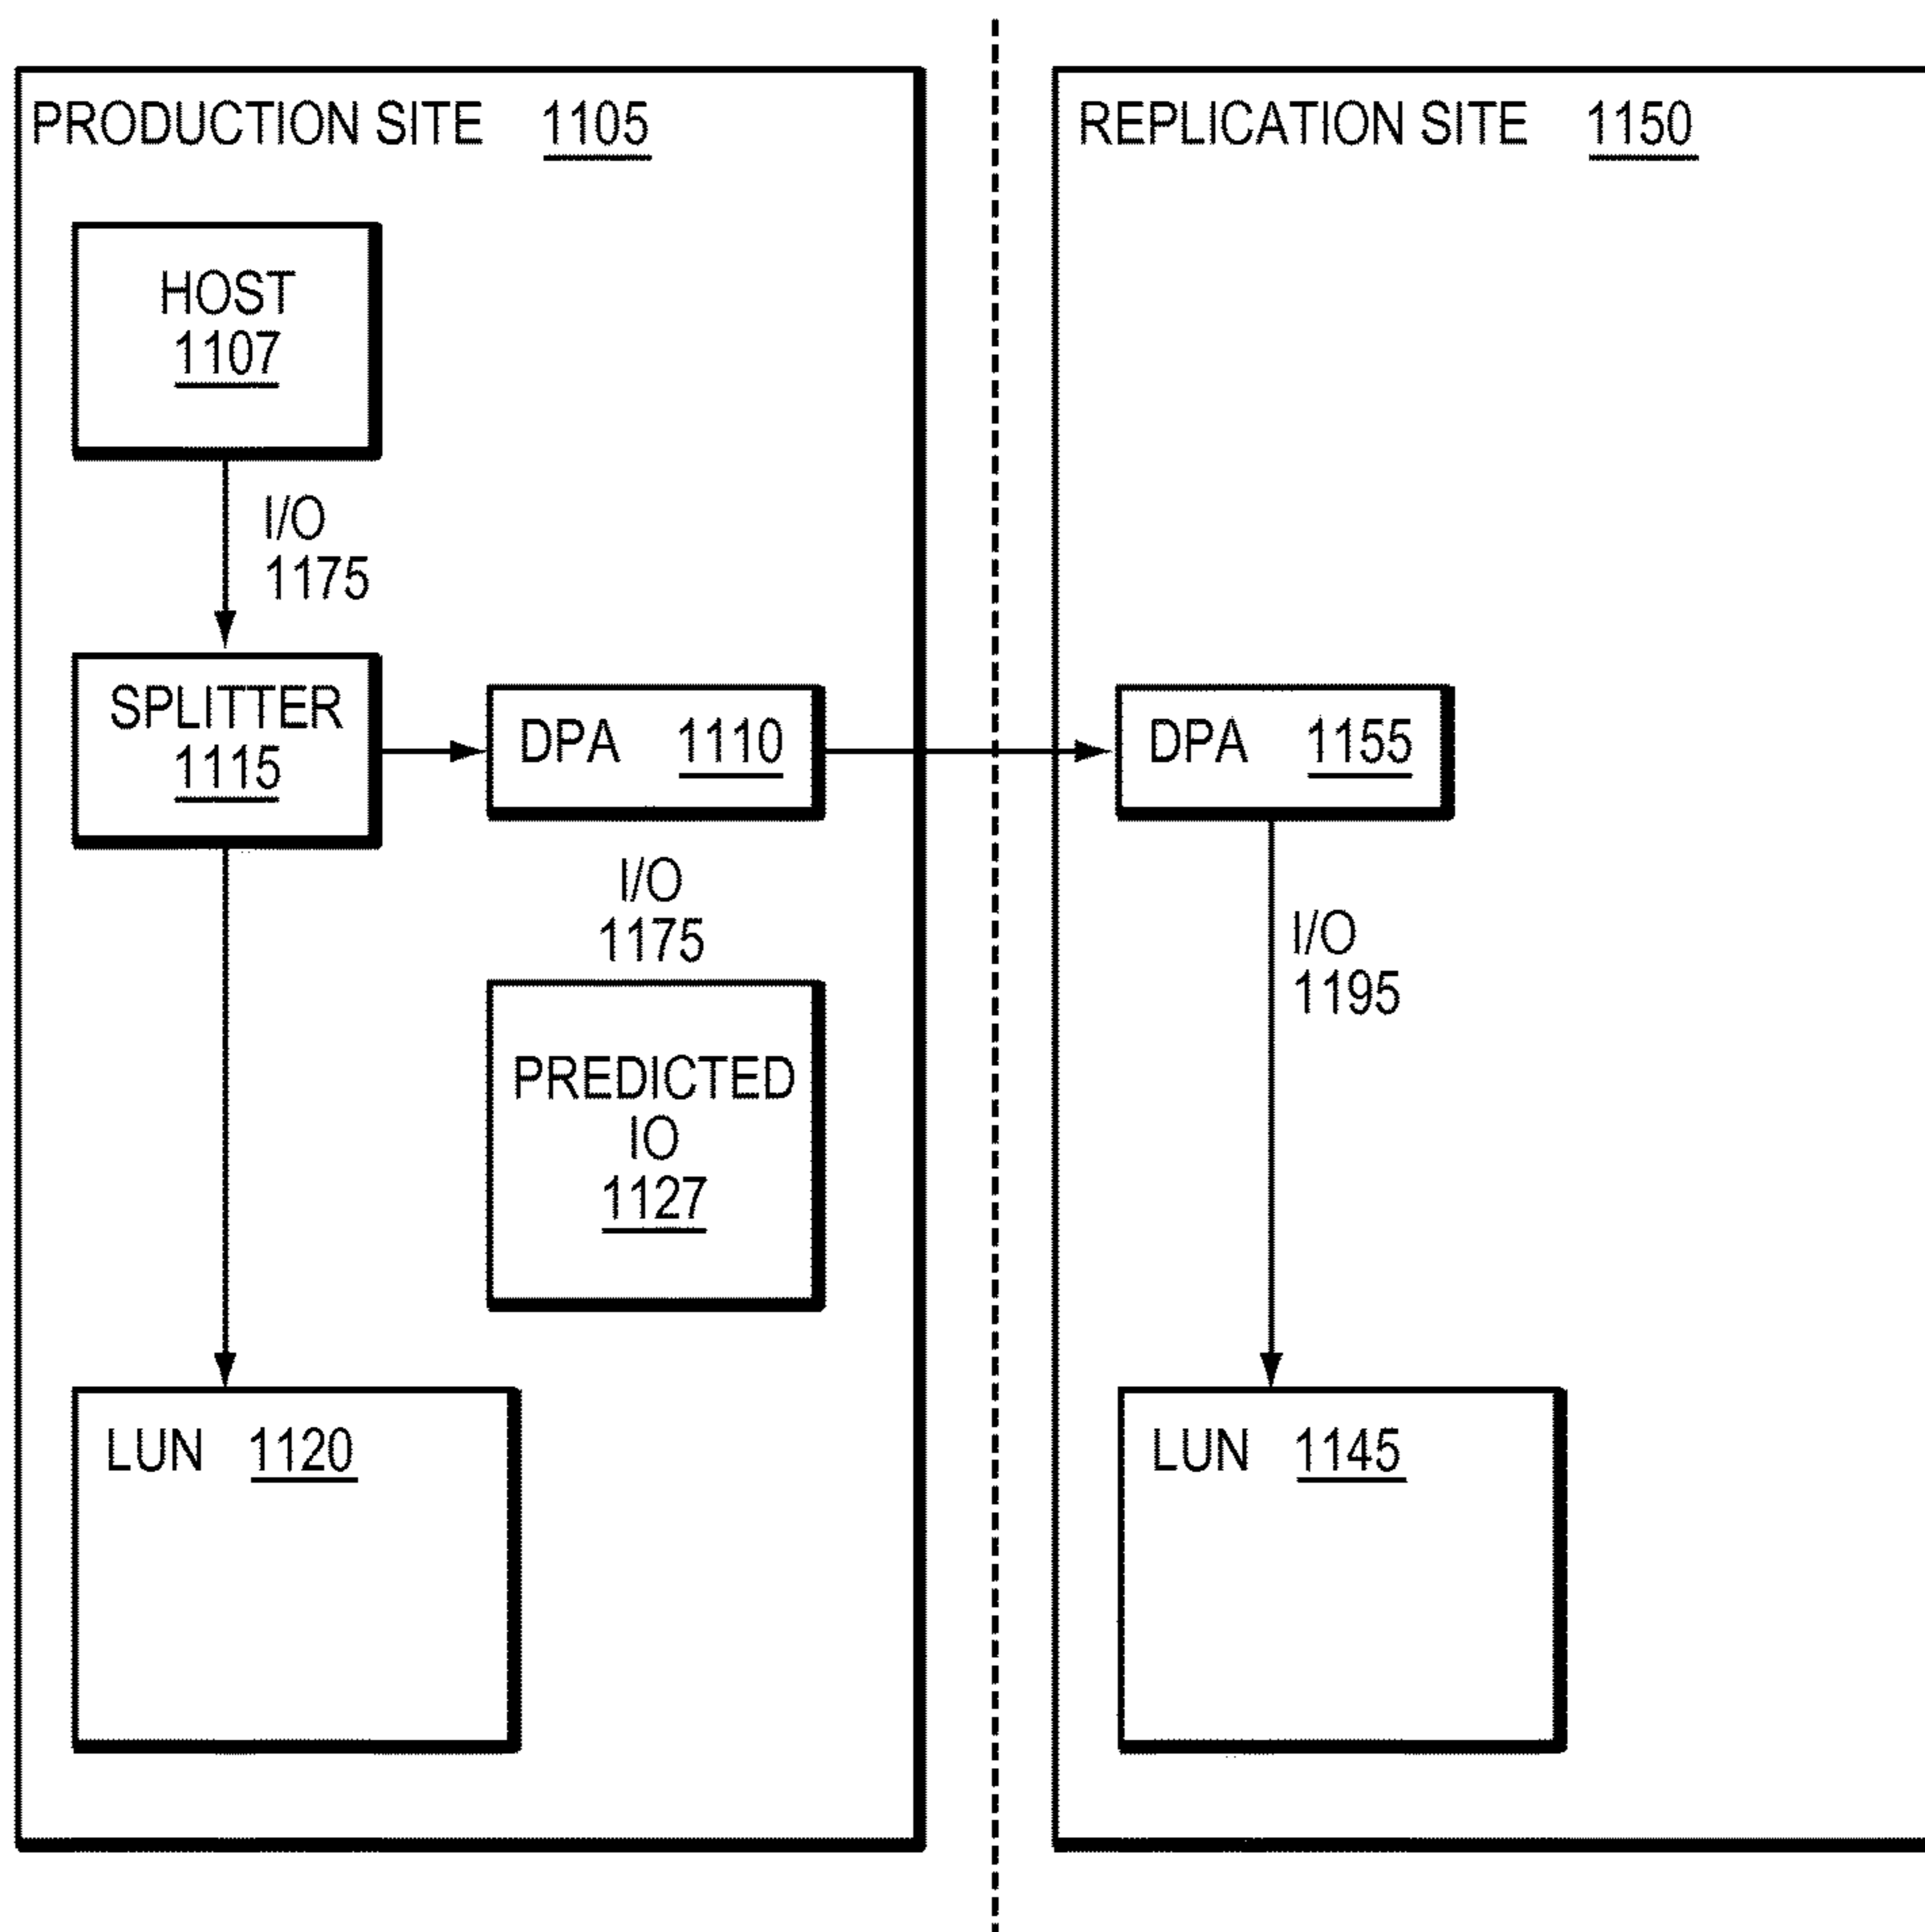 PRODUCTION SITE 1105
HOST
1107
I/O
1175
SPLITTER
1115
DPA 1110
I/O
1175
PREDICTED
IO
1127
LUN 1120
REPLICATION SITE 1150
DPA 1155
I/O
1195
LUN 1145